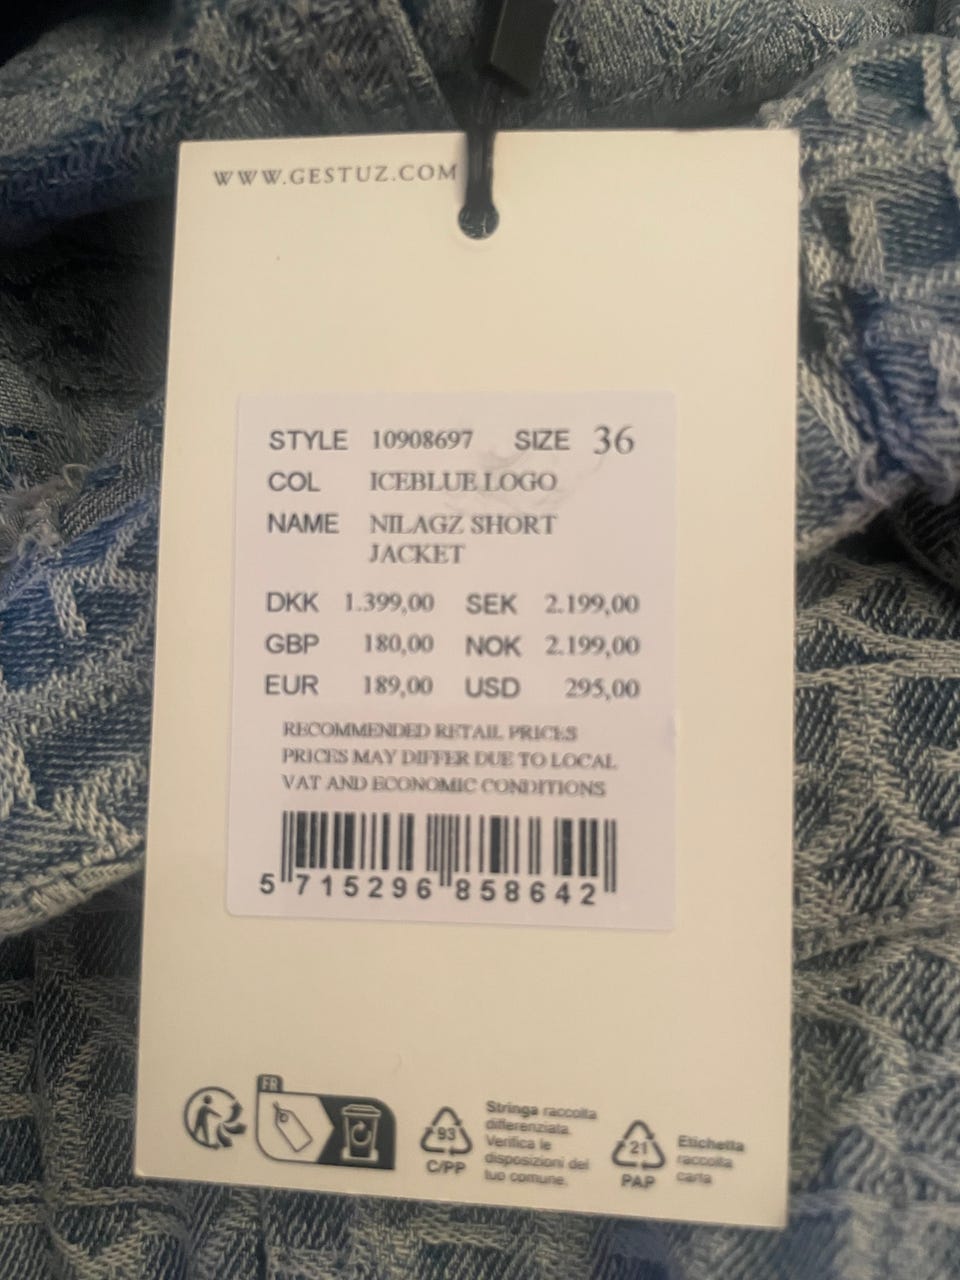 WWW.GESTUZ.COM
STYLE 10908697 SIZE 36
COL ICEBLUE LOGO
NAME NILAGZ SHORT
JACKET
DKK 1.399,00 SEK 2.199,00
GBP 180,00 NOK 2.199,00
EUR 189,00 USD 295,00
RECOMMENDED RETAIL PRICES
PRICES MAY DIFFER DUE TO LOCAL
VAT AND ECONOMIC CONDITIONS
5 715296 858642
FR
93
C/PP
Stringa raccolta
differenziata.
Verifica le
disposizioni del
tuo comune.
21
PAP
Etichetta
raccolta
carta